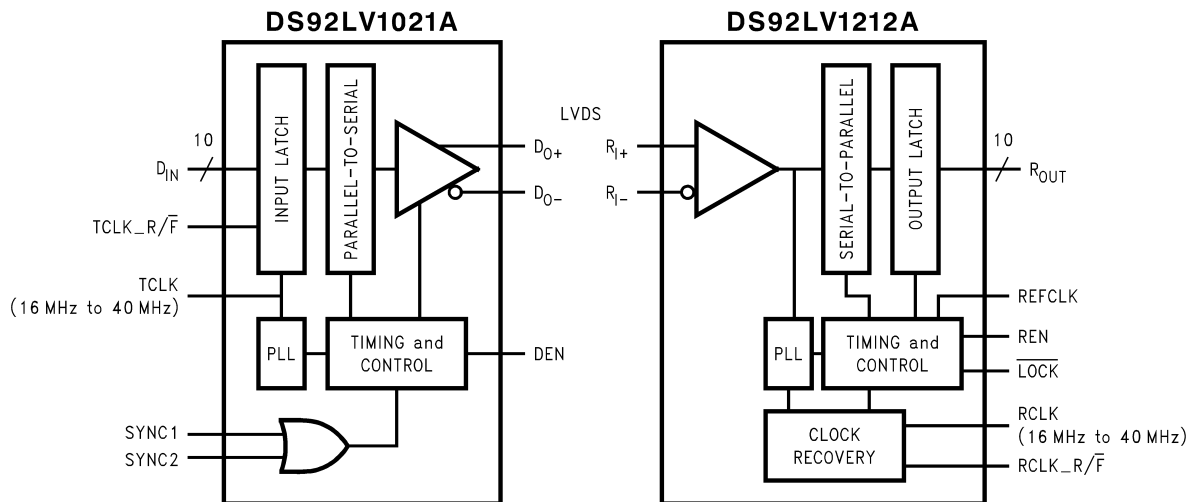 DS92LV1021A
DS92LV1212A
INPUT LATCH
PARALLEL-TO-SERIAL
10
D_IN
TCLK_R/F̅
TCLK
(16 MHz to 40 MHz)
PLL
TIMING and
CONTROL
DEN
SYNC1
SYNC2
LVDS
D_O+
D_O-
R_I+
R_I-
SERIAL-TO-PARALLEL
OUTPUT LATCH
10
R_OUT
REFCLK
REN
L̅O̅C̅K̅
PLL
TIMING and
CONTROL
CLOCK
RECOVERY
RCLK
(16 MHz to 40 MHz)
RCLK_R/F̅